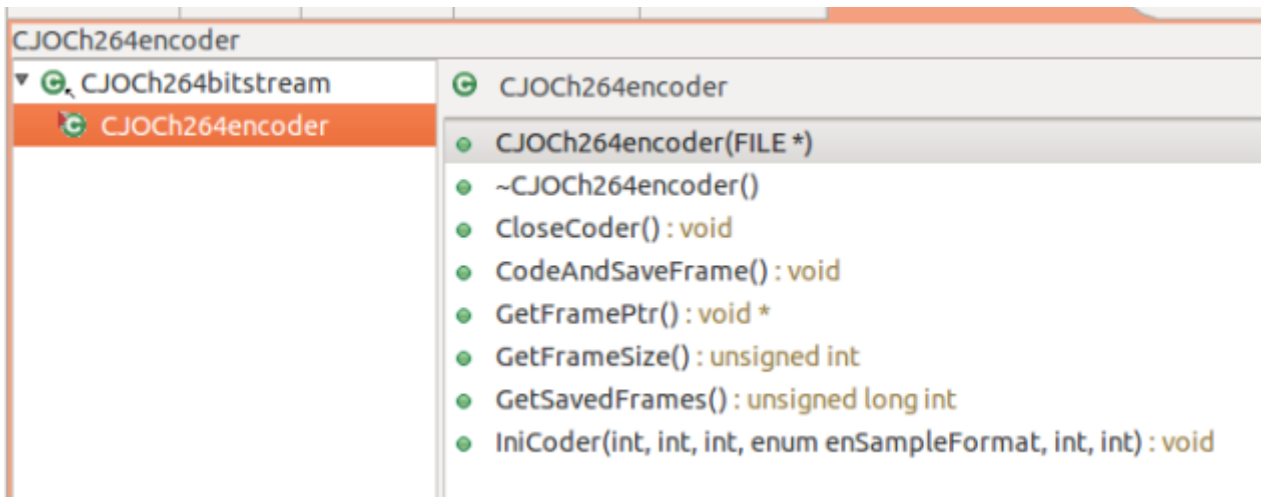 CJOCh264encoder
CJOCh264bitstream
CJOCh264encoder
CJOCh264encoder
CJOCh264encoder(FILE *)
~CJOCh264encoder()
CloseCoder() : void
CodeAndSaveFrame() : void
GetFramePtr() : void *
GetFrameSize() : unsigned int
GetSavedFrames() : unsigned long int
IniCoder(int, int, int, enum enSampleFormat, int, int) : void